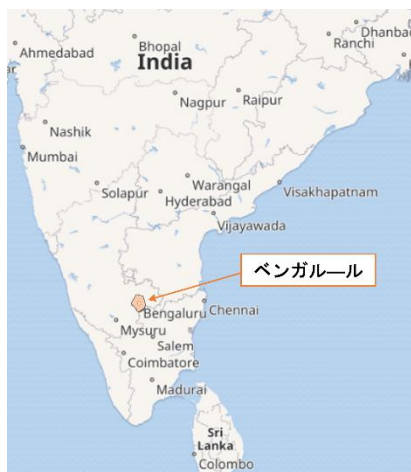 Dhanbad
Ranchi
Ahmedabad
Bhopal
India
Nagpur
Raipur
Nashik
Mumbai
Solapur
Warangal
Hyderabad
Visakhapatnam
Vijayawada
ベンガル―ル
Bengaluru
Chennai
Mysuru
Salem
Coimbatore
Madurai
Sri
Lanka
Colombo